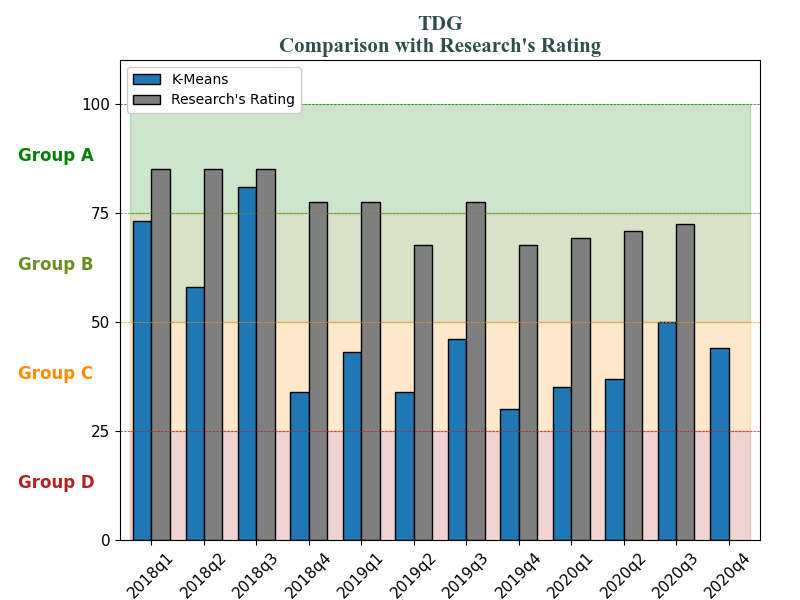 TDG
Comparison with Research's Rating
K-Means
Research's Rating
100
Group A
75
Group B
50
Group C
25
Group D
0
2018q1
2018q2
2018q3
2018q4
2019q1
2019q2
2019q3
2019q4
2020q1
2020q2
2020q3
2020q4